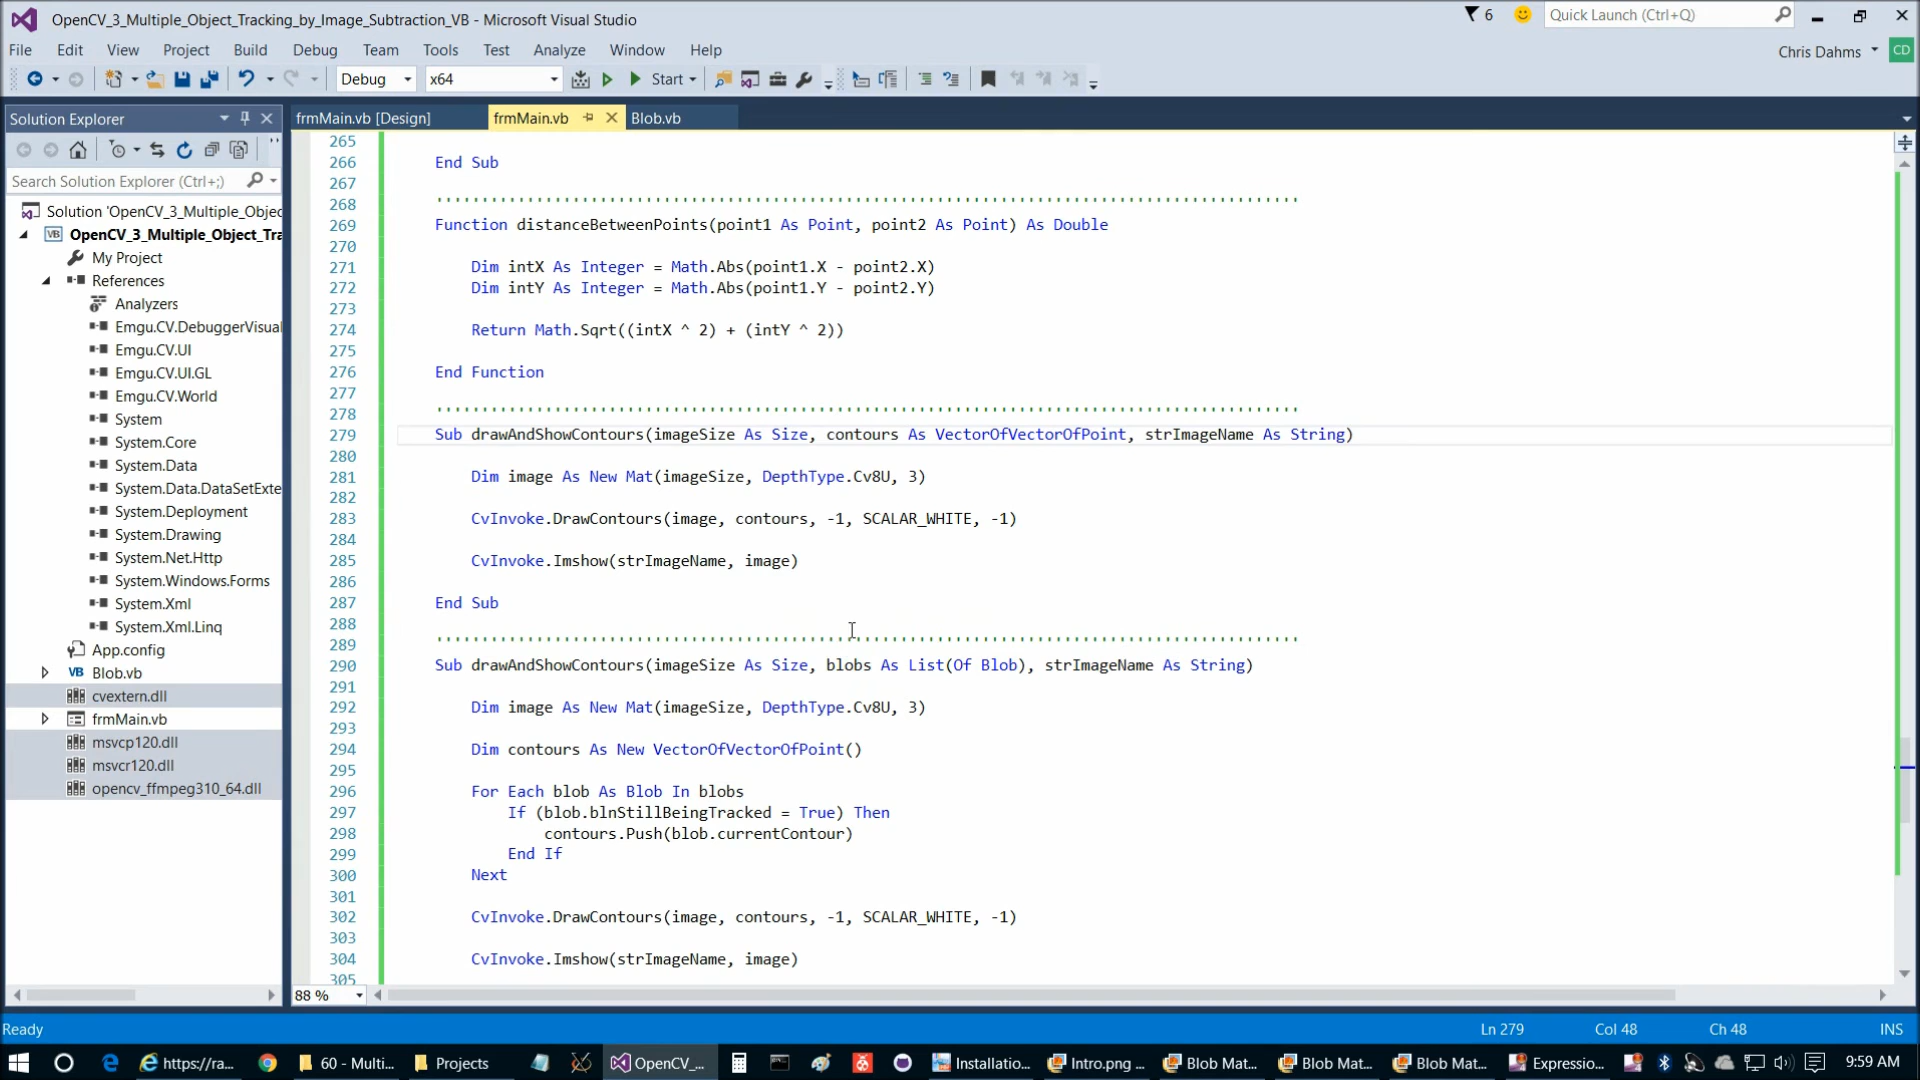 OpenCV_3_Multiple_Object_Tracking_by_Image_Subtraction_VB - Microsoft Visual Studio
6
Quick Launch (Ctrl+Q)
File Edit View Project Build Debug Team Tools Test Analyze Window Help
Chris Dahms CD
Debug x64 Start
Solution Explorer
frmMain.vb [Design] frmMain.vb Blob.vb
Search Solution Explorer (Ctrl+;)
Solution 'OpenCV_3_Multiple_Objec
VB OpenCV_3_Multiple_Object_Tra
My Project
References
Analyzers
Emgu.CV.DebuggerVisual
Emgu.CV.UI
Emgu.CV.UI.GL
Emgu.CV.World
System
System.Core
System.Data
System.Data.DataSetExte
System.Deployment
System.Drawing
System.Net.Http
System.Windows.Forms
System.Xml
System.Xml.Linq
App.config
VB Blob.vb
cvextern.dll
frmMain.vb
msvcp120.dll
msvcr120.dll
opencv_ffmpeg310_64.dll
265
266 End Sub
267
268 '''''''''''''''''''''''''''''''''''''''''''''''''''''''''''''''''''''''''''''''''''''''''''''''
269 Function distanceBetweenPoints(point1 As Point, point2 As Point) As Double
270
271 Dim intX As Integer = Math.Abs(point1.X - point2.X)
272 Dim intY As Integer = Math.Abs(point1.Y - point2.Y)
273
274 Return Math.Sqrt((intX ^ 2) + (intY ^ 2))
275
276 End Function
277
278 '''''''''''''''''''''''''''''''''''''''''''''''''''''''''''''''''''''''''''''''''''''''''''''''
279 Sub drawAndShowContours(imageSize As Size, contours As VectorOfVectorOfPoint, strImageName As String)
280
281 Dim image As New Mat(imageSize, DepthType.Cv8U, 3)
282
283 CvInvoke.DrawContours(image, contours, -1, SCALAR_WHITE, -1)
284
285 CvInvoke.Imshow(strImageName, image)
286
287 End Sub
288
289 '''''''''''''''''''''''''''''''''''''''''''''''''''''''''''''''''''''''''''''''''''''''''''''''
290 Sub drawAndShowContours(imageSize As Size, blobs As List(Of Blob), strImageName As String)
291
292 Dim image As New Mat(imageSize, DepthType.Cv8U, 3)
293
294 Dim contours As New VectorOfVectorOfPoint()
295
296 For Each blob As Blob In blobs
297 If (blob.blnStillBeingTracked = True) Then
298 contours.Push(blob.currentContour)
299 End If
300 Next
301
302 CvInvoke.DrawContours(image, contours, -1, SCALAR_WHITE, -1)
303
304 CvInvoke.Imshow(strImageName, image)
305
88 %
Ready Ln 279 Col 48 Ch 48 INS
https://ra... 60 - Multi... Projects OpenCV_... Installatio... Intro.png ... Blob Mat... Blob Mat... Blob Mat... Expressio... 9:59 AM